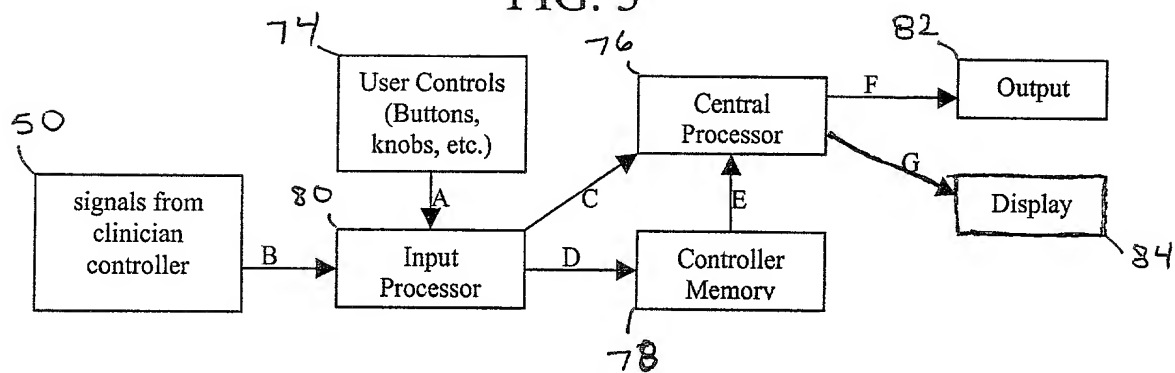 FIG.
74
User Controls
(Buttons,
knobs, etc.)
76
Central
Processor
82
Output
50
signals from
clinician
controller
80
Input
Processor
78
Controller
Memory
Display
84
A
B
C
D
E
F
G